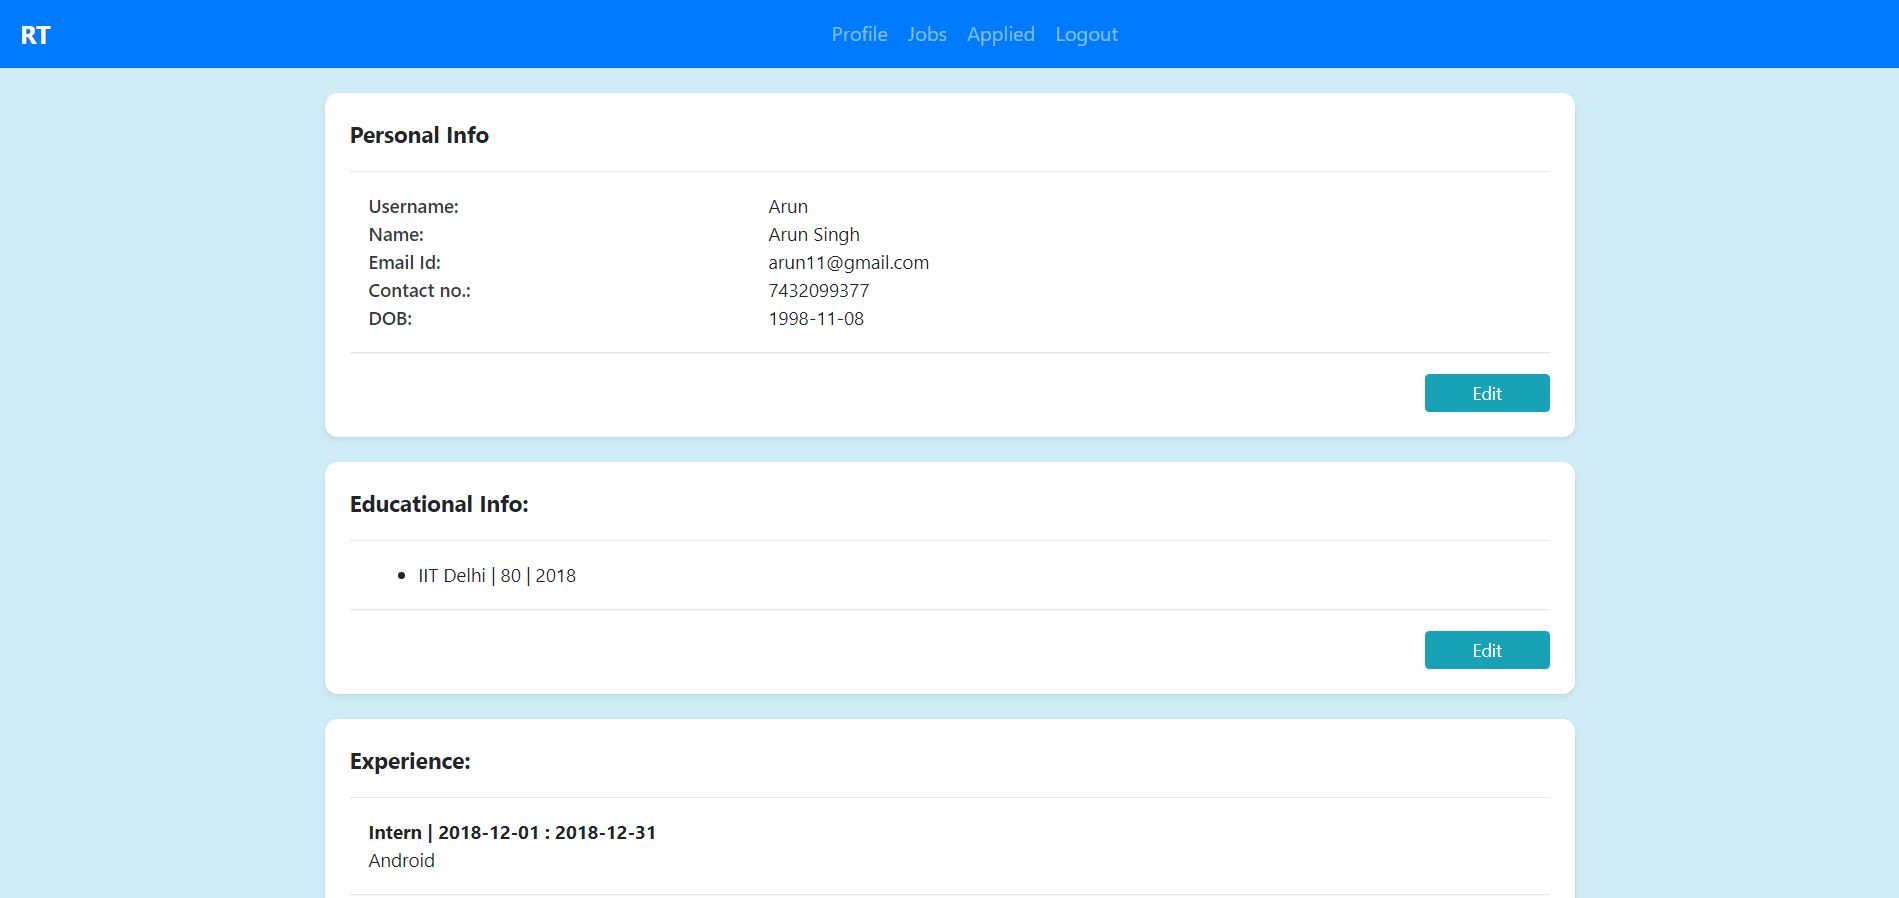 RT
Profile Jobs Applied Logout
Personal Info
Username: Arun
Name: Arun Singh
Email Id: arun11@gmail.com
Contact no.: 7432099377
DOB: 1998-11-08
Edit
Educational Info:
• IIT Delhi | 80 | 2018
Edit
Experience:
Intern | 2018-12-01 : 2018-12-31
Android